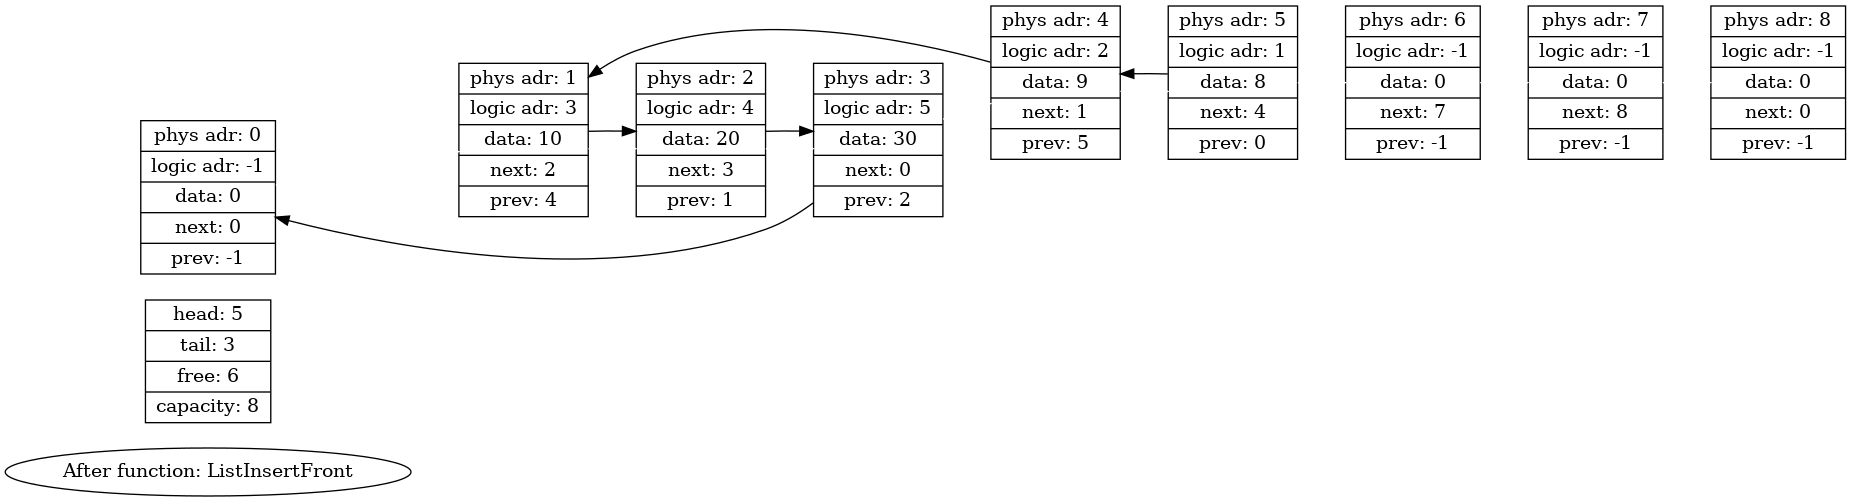 phys adr: 0
logic adr: -1
data: 0
next: 0
prev: -1
phys adr: 1
logic adr: 3
data: 10
next: 2
prev: 4
phys adr: 2
logic adr: 4
data: 20
next: 3
prev: 1
phys adr: 3
logic adr: 5
data: 30
next: 0
prev: 2
phys adr: 4
logic adr: 2
data: 9
next: 1
prev: 5
phys adr: 5
logic adr: 1
data: 8
next: 4
prev: 0
phys adr: 6
logic adr: -1
data: 0
next: 7
prev: -1
phys adr: 7
logic adr: -1
data: 0
next: 8
prev: -1
phys adr: 8
logic adr: -1
data: 0
next: 0
prev: -1
head: 5
tail: 3
free: 6
capacity: 8
After function: ListInsertFront